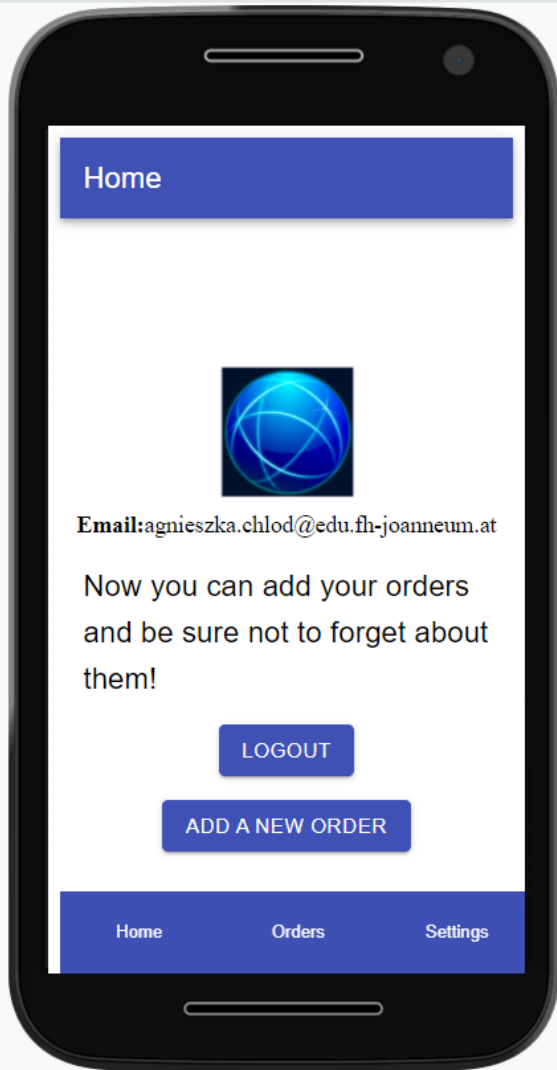 Home
Email:agnieszka.chlod@edu.fh-joanneum.at
Now you can add your orders
and be sure not to forget about
them!
LOGOUT
ADD A NEW ORDER
Home Orders Settings